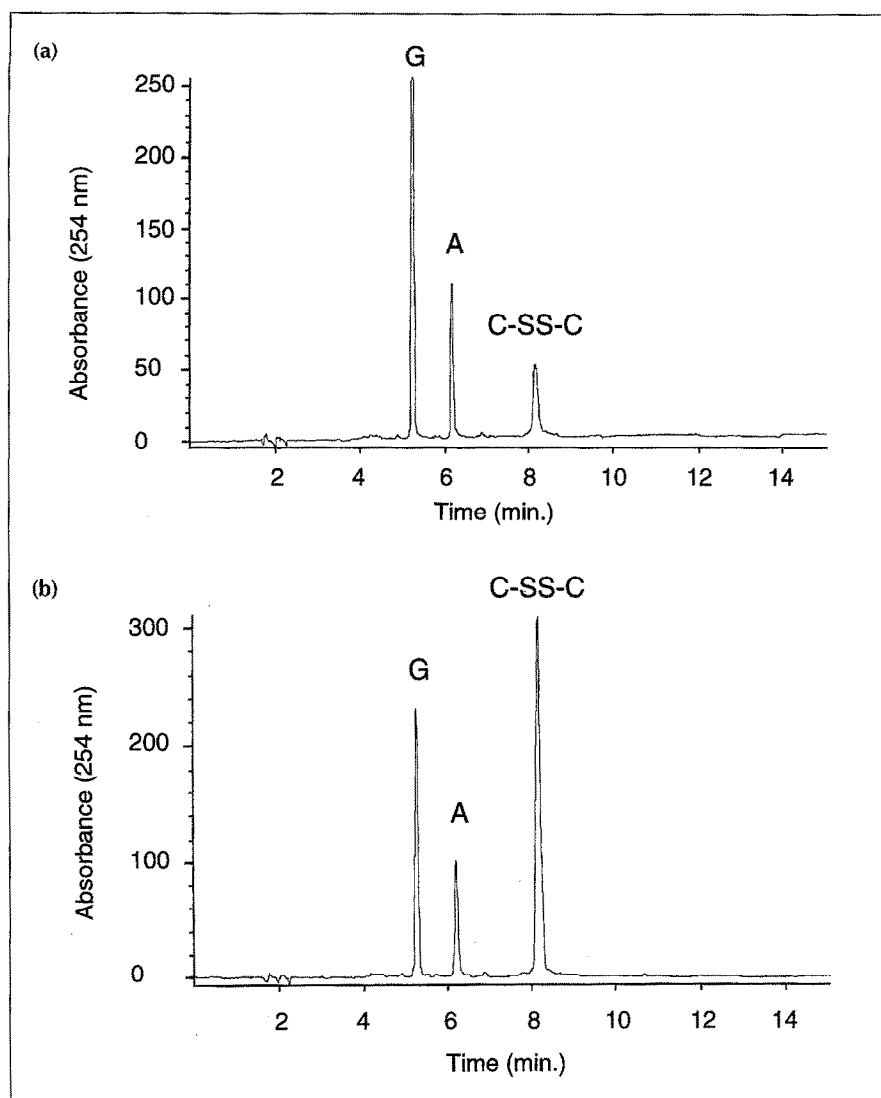 (a)
G
A
C-SS-C
250
200
150
100
50
0
Absorbance (254 nm)
2 4 6 8 10 12 14
Time (min.)
(b)
C-SS-C
G
A
300
200
100
0
Absorbance (254 nm)
2 4 6 8 10 12 14
Time (min.)